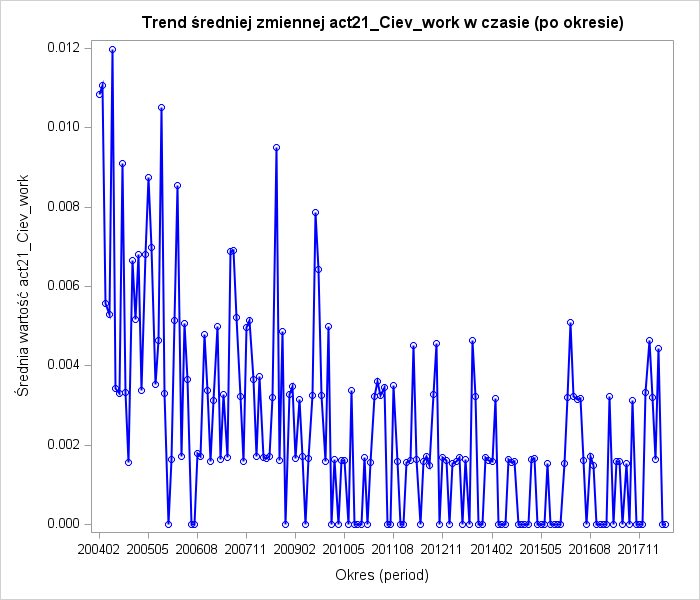 Trend średniej zmiennej act21_Ciev_work w czasie (po okresie)
Średnia wartość act21_Ciev_work
0.012
0.010
0.008
0.006
0.004
0.002
0.000
200402 200505 200608 200711 200902 201005 201108 201211 201402 201505 201608 201711
Okres (period)